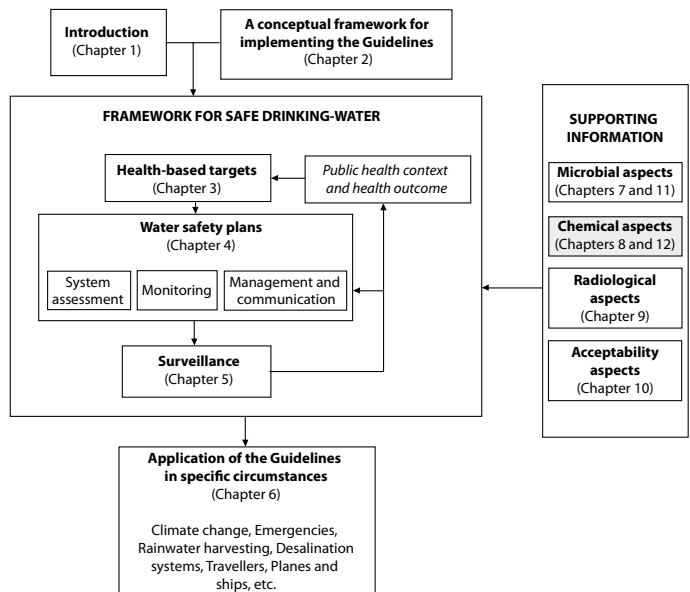 Introduction
(Chapter 1)
A conceptual framework for
implementing the Guidelines
(Chapter 2)
FRAMEWORK FOR SAFE DRINKING-WATER
Health-based targets
(Chapter 3)
Public health context
and health outcome
Water safety plans
(Chapter 4)
System
assessment
Monitoring
Management and
communication
Surveillance
(Chapter 5)
SUPPORTING
INFORMATION
Microbial aspects
(Chapters 7 and 11)
Chemical aspects
(Chapters 8 and 12)
Radiological
aspects
(Chapter 9)
Acceptability
aspects
(Chapter 10)
Application of the Guidelines
in specific circumstances
(Chapter 6)
Climate change, Emergencies,
Rainwater harvesting, Desalination
systems, Travellers, Planes and
ships, etc.